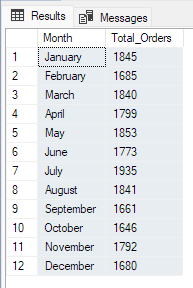 Results Messages
Month Total_Orders
1 January 1845
2 February 1685
3 March 1840
4 April 1799
5 May 1853
6 June 1773
7 July 1935
8 August 1841
9 September 1661
10 October 1646
11 November 1792
12 December 1680